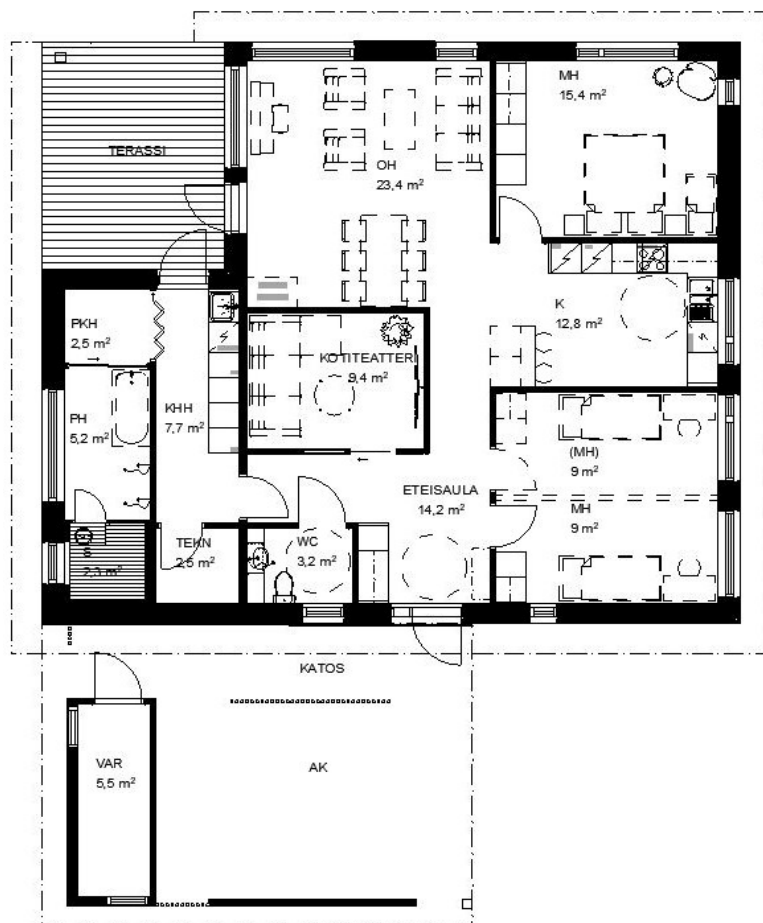 MH
15,4 m²
TERASSI
OH
23,4 m²
K
12,8 m²
PKH
2,5 m²
KOTITEATTERI
9,4 m²
KHH
7,7 m²
PH
5,2 m²
(MH)
9 m²
ETEISAULA
14,2 m²
MH
9 m²
S
2,3 m²
TEKN
2,5 m²
WC
3,2 m²
KATOS
VAR
5,5 m²
AK